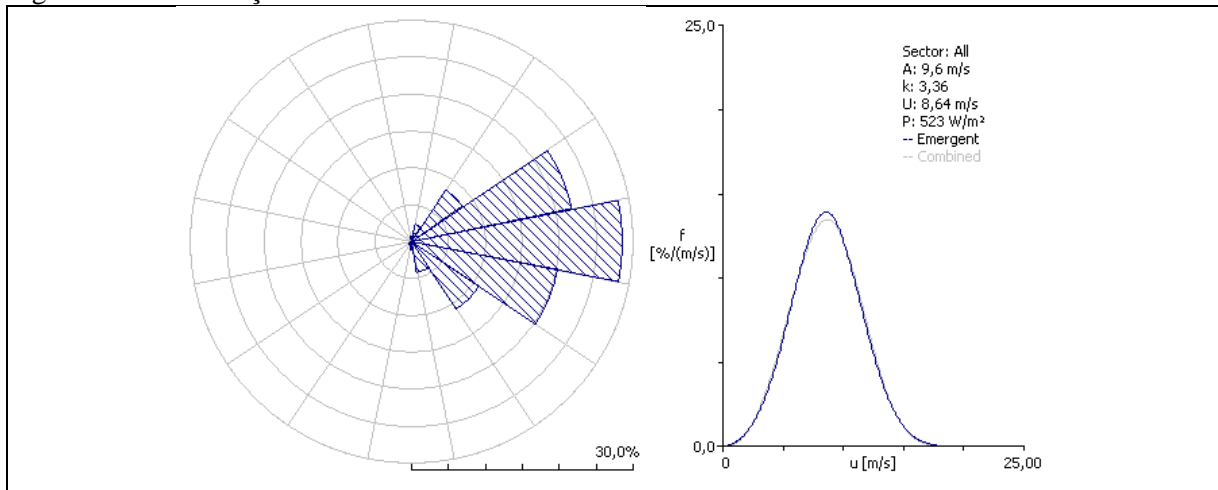 30,0%
25,0
f
[%/(m/s)]
0,0
0
u [m/s]
25,00
Sector: All
A: 9,6 m/s
k: 3,36
U: 8,64 m/s
P: 523 W/m²
-- Emergent
-- Combined